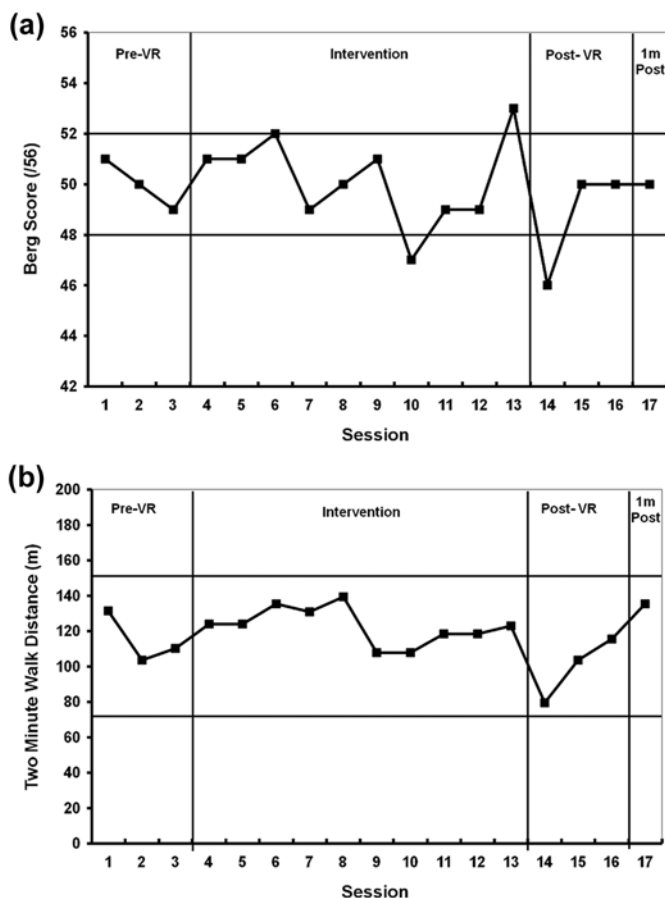 (a)
56
54
52
50
48
46
44
42
Berg Score (/56)
Pre-VR
Intervention
Post- VR
1m
Post
1 2 3 4 5 6 7 8 9 10 11 12 13 14 15 16 17
Session
(b)
200
180
160
140
120
100
80
60
40
20
0
Two Minute Walk Distance (m)
Pre-VR
Intervention
Post- VR
1m
Post
1 2 3 4 5 6 7 8 9 10 11 12 13 14 15 16 17
Session